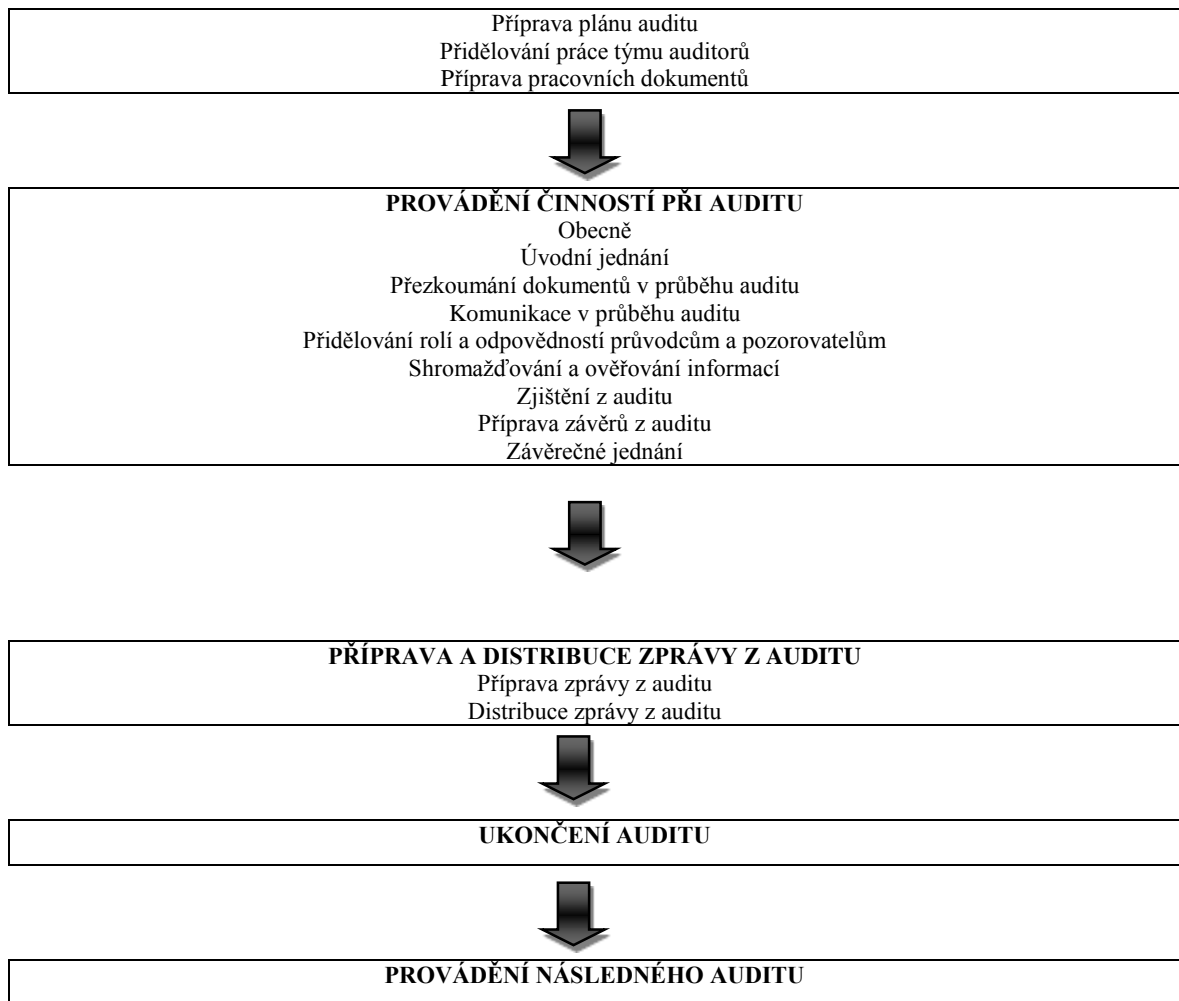 Příprava plánu auditu
Přidělování práce týmu auditorů
Příprava pracovních dokumentů
PROVÁDĚNÍ ČINNOSTÍ PŘI AUDITU
Obecně
Úvodní jednání
Přezkoumání dokumentů v průběhu auditu
Komunikace v průběhu auditu
Přidělování rolí a odpovědností průvodcům a pozorovatelům
Shromažďování a ověřování informací
Zjištění z auditu
Příprava závěrů z auditu
Závěrečné jednání
PŘÍPRAVA A DISTRIBUCE ZPRÁVY Z AUDITU
Příprava zprávy z auditu
Distribuce zprávy z auditu
UKONČENÍ AUDITU
PROVÁDĚNÍ NÁSLEDNÉHO AUDITU